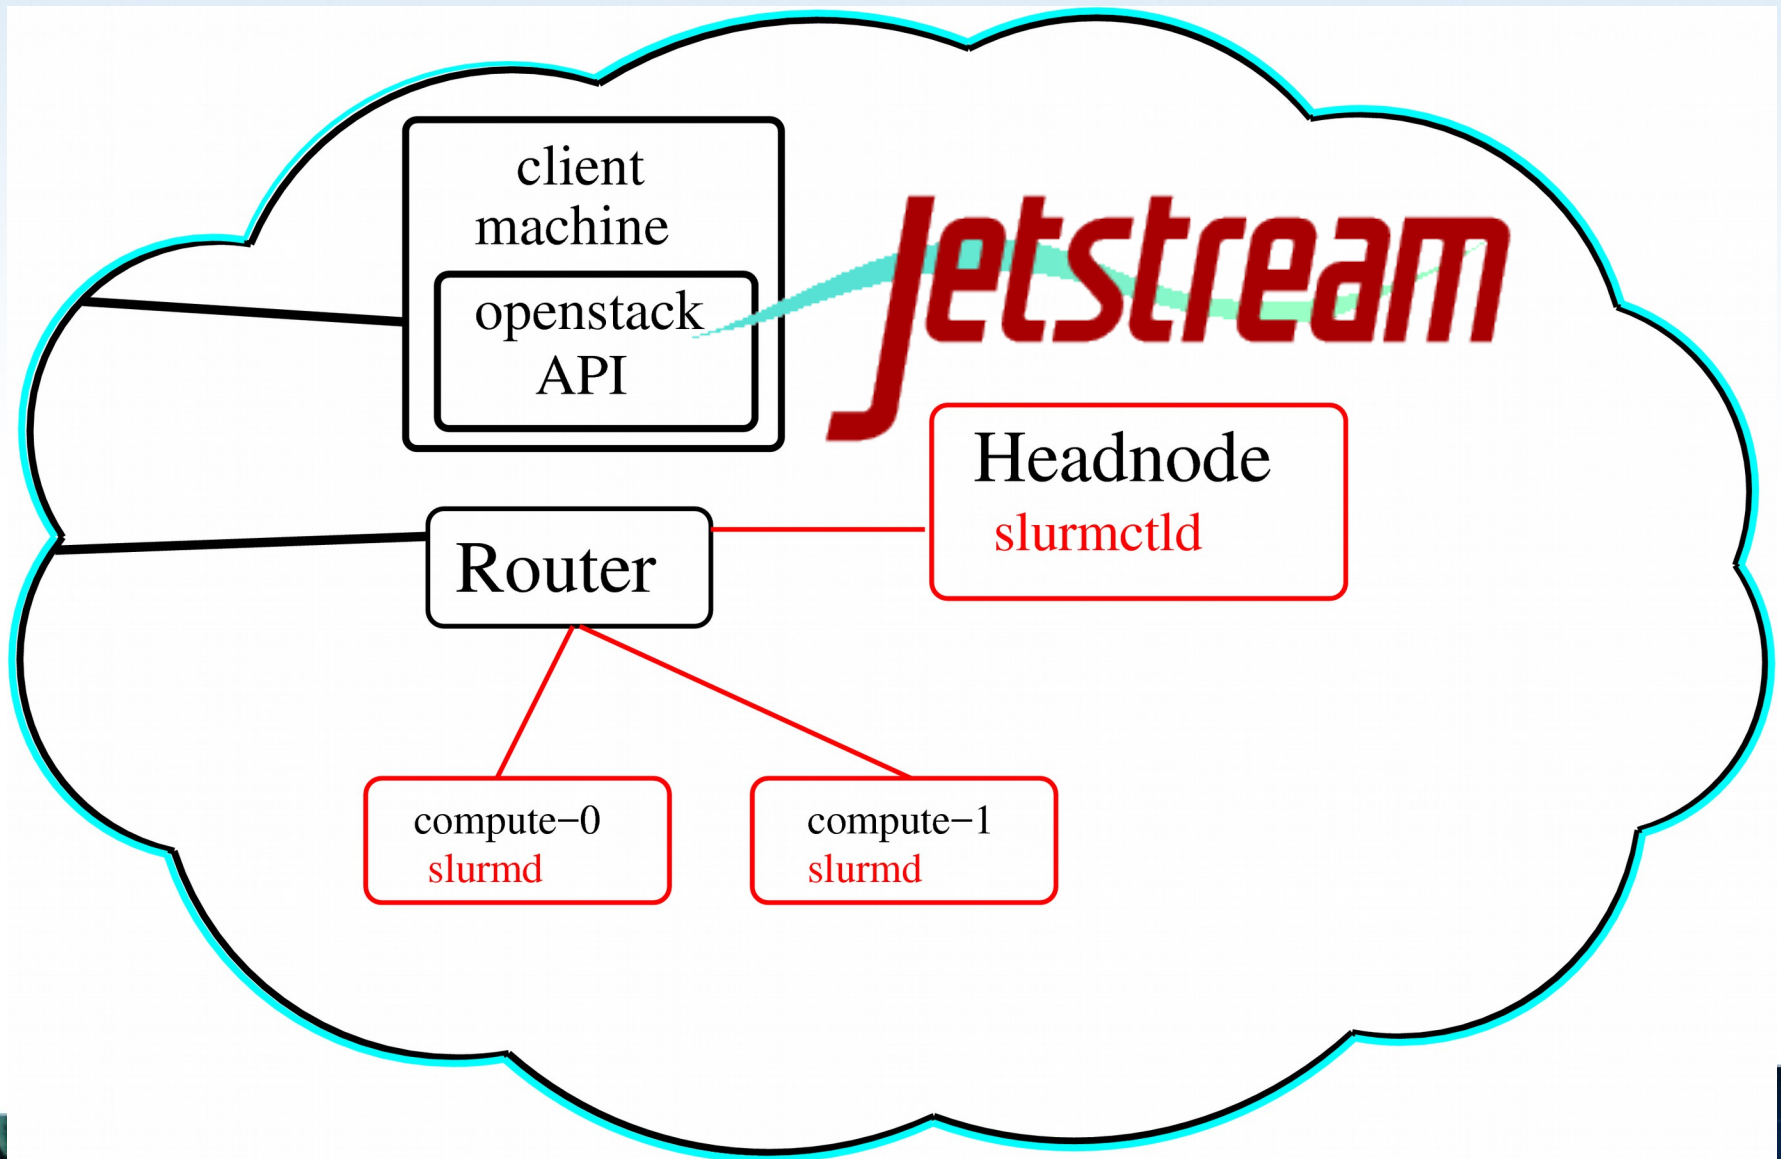 client
machine
openstack
API
Jetstream
Headnode
slurmctld
Router
compute−0
slurmd
compute−1
slurmd